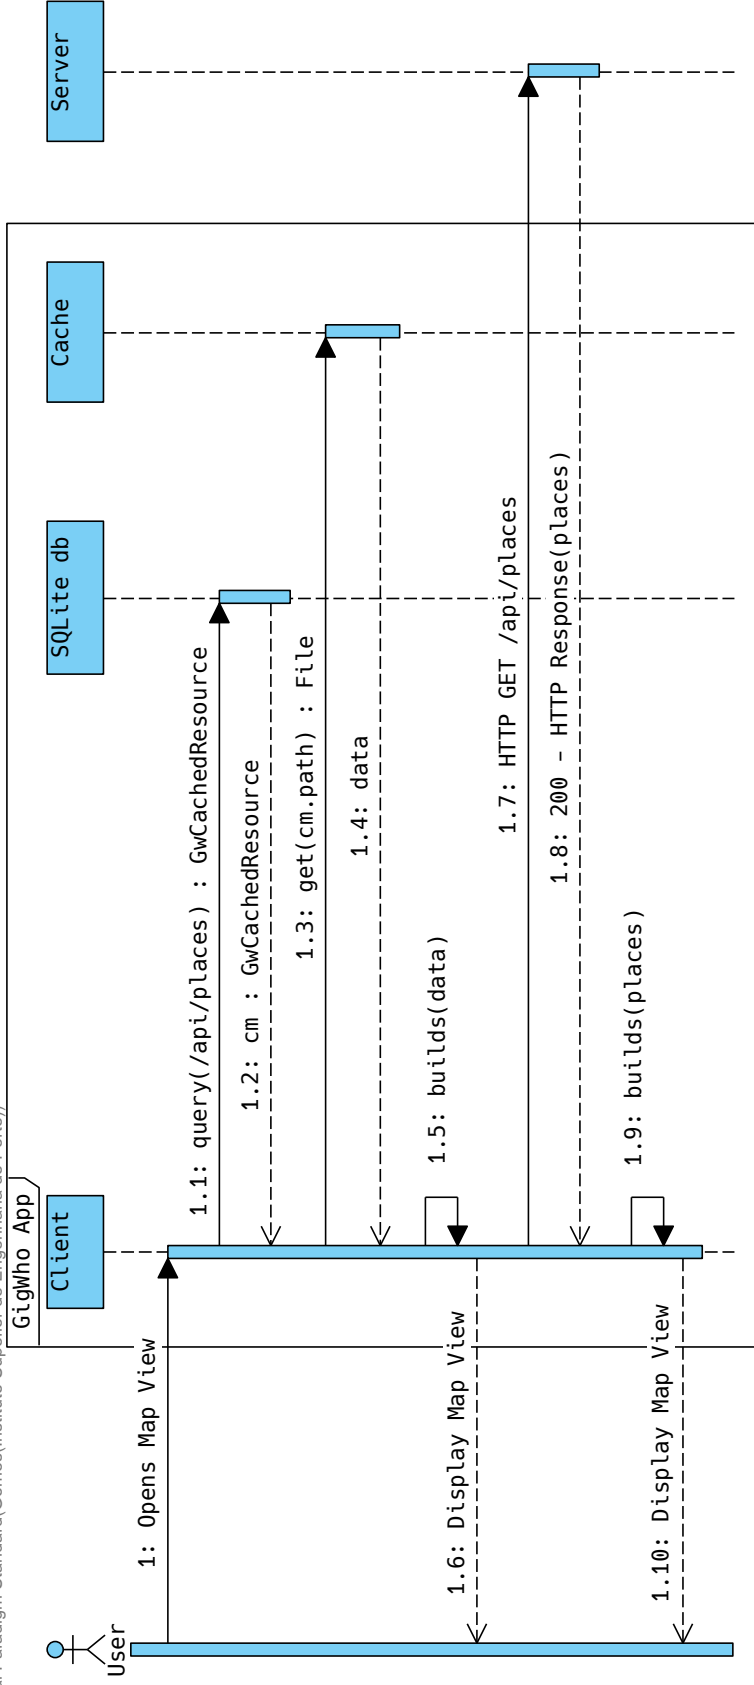 GigWho App
User
Client
SQLite db
Cache
Server
1: Opens Map View
1.1: query(/api/places) : GwCachedResource
1.2: cm : GwCachedResource
1.3: get(cm.path) : File
1.4: data
1.5: builds(data)
1.6: Display Map View
1.7: HTTP GET /api/places
1.8: 200 - HTTP Response(places)
1.9: builds(places)
1.10: Display Map View